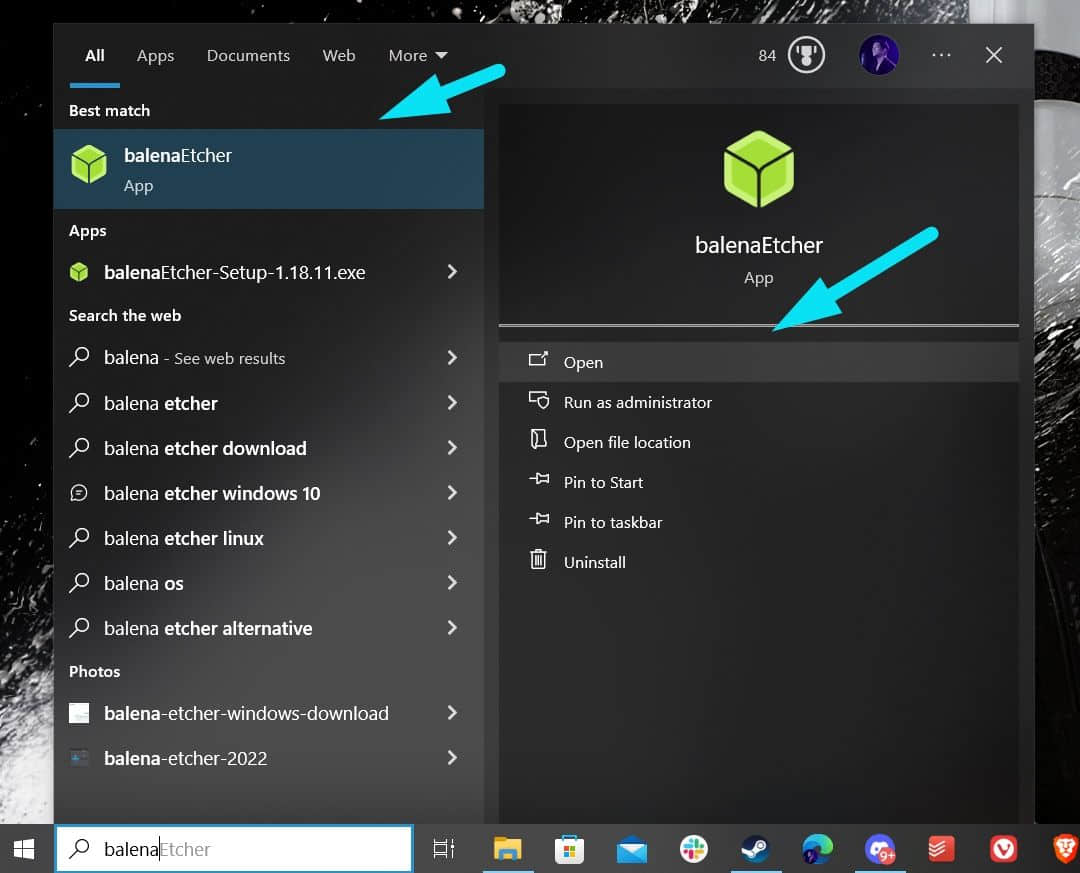 All Apps Documents Web More 84
Best match
balenaEtcher
App
Apps
balenaEtcher-Setup-1.18.11.exe
Search the web
balena - See web results
balena etcher
balena etcher download
balena etcher windows 10
balena etcher linux
balena os
balena etcher alternative
Photos
balena-etcher-windows-download
balena-etcher-2022
balenaEtcher
App
Open
Run as administrator
Open file location
Pin to Start
Pin to taskbar
Uninstall
balenaEtcher
9+